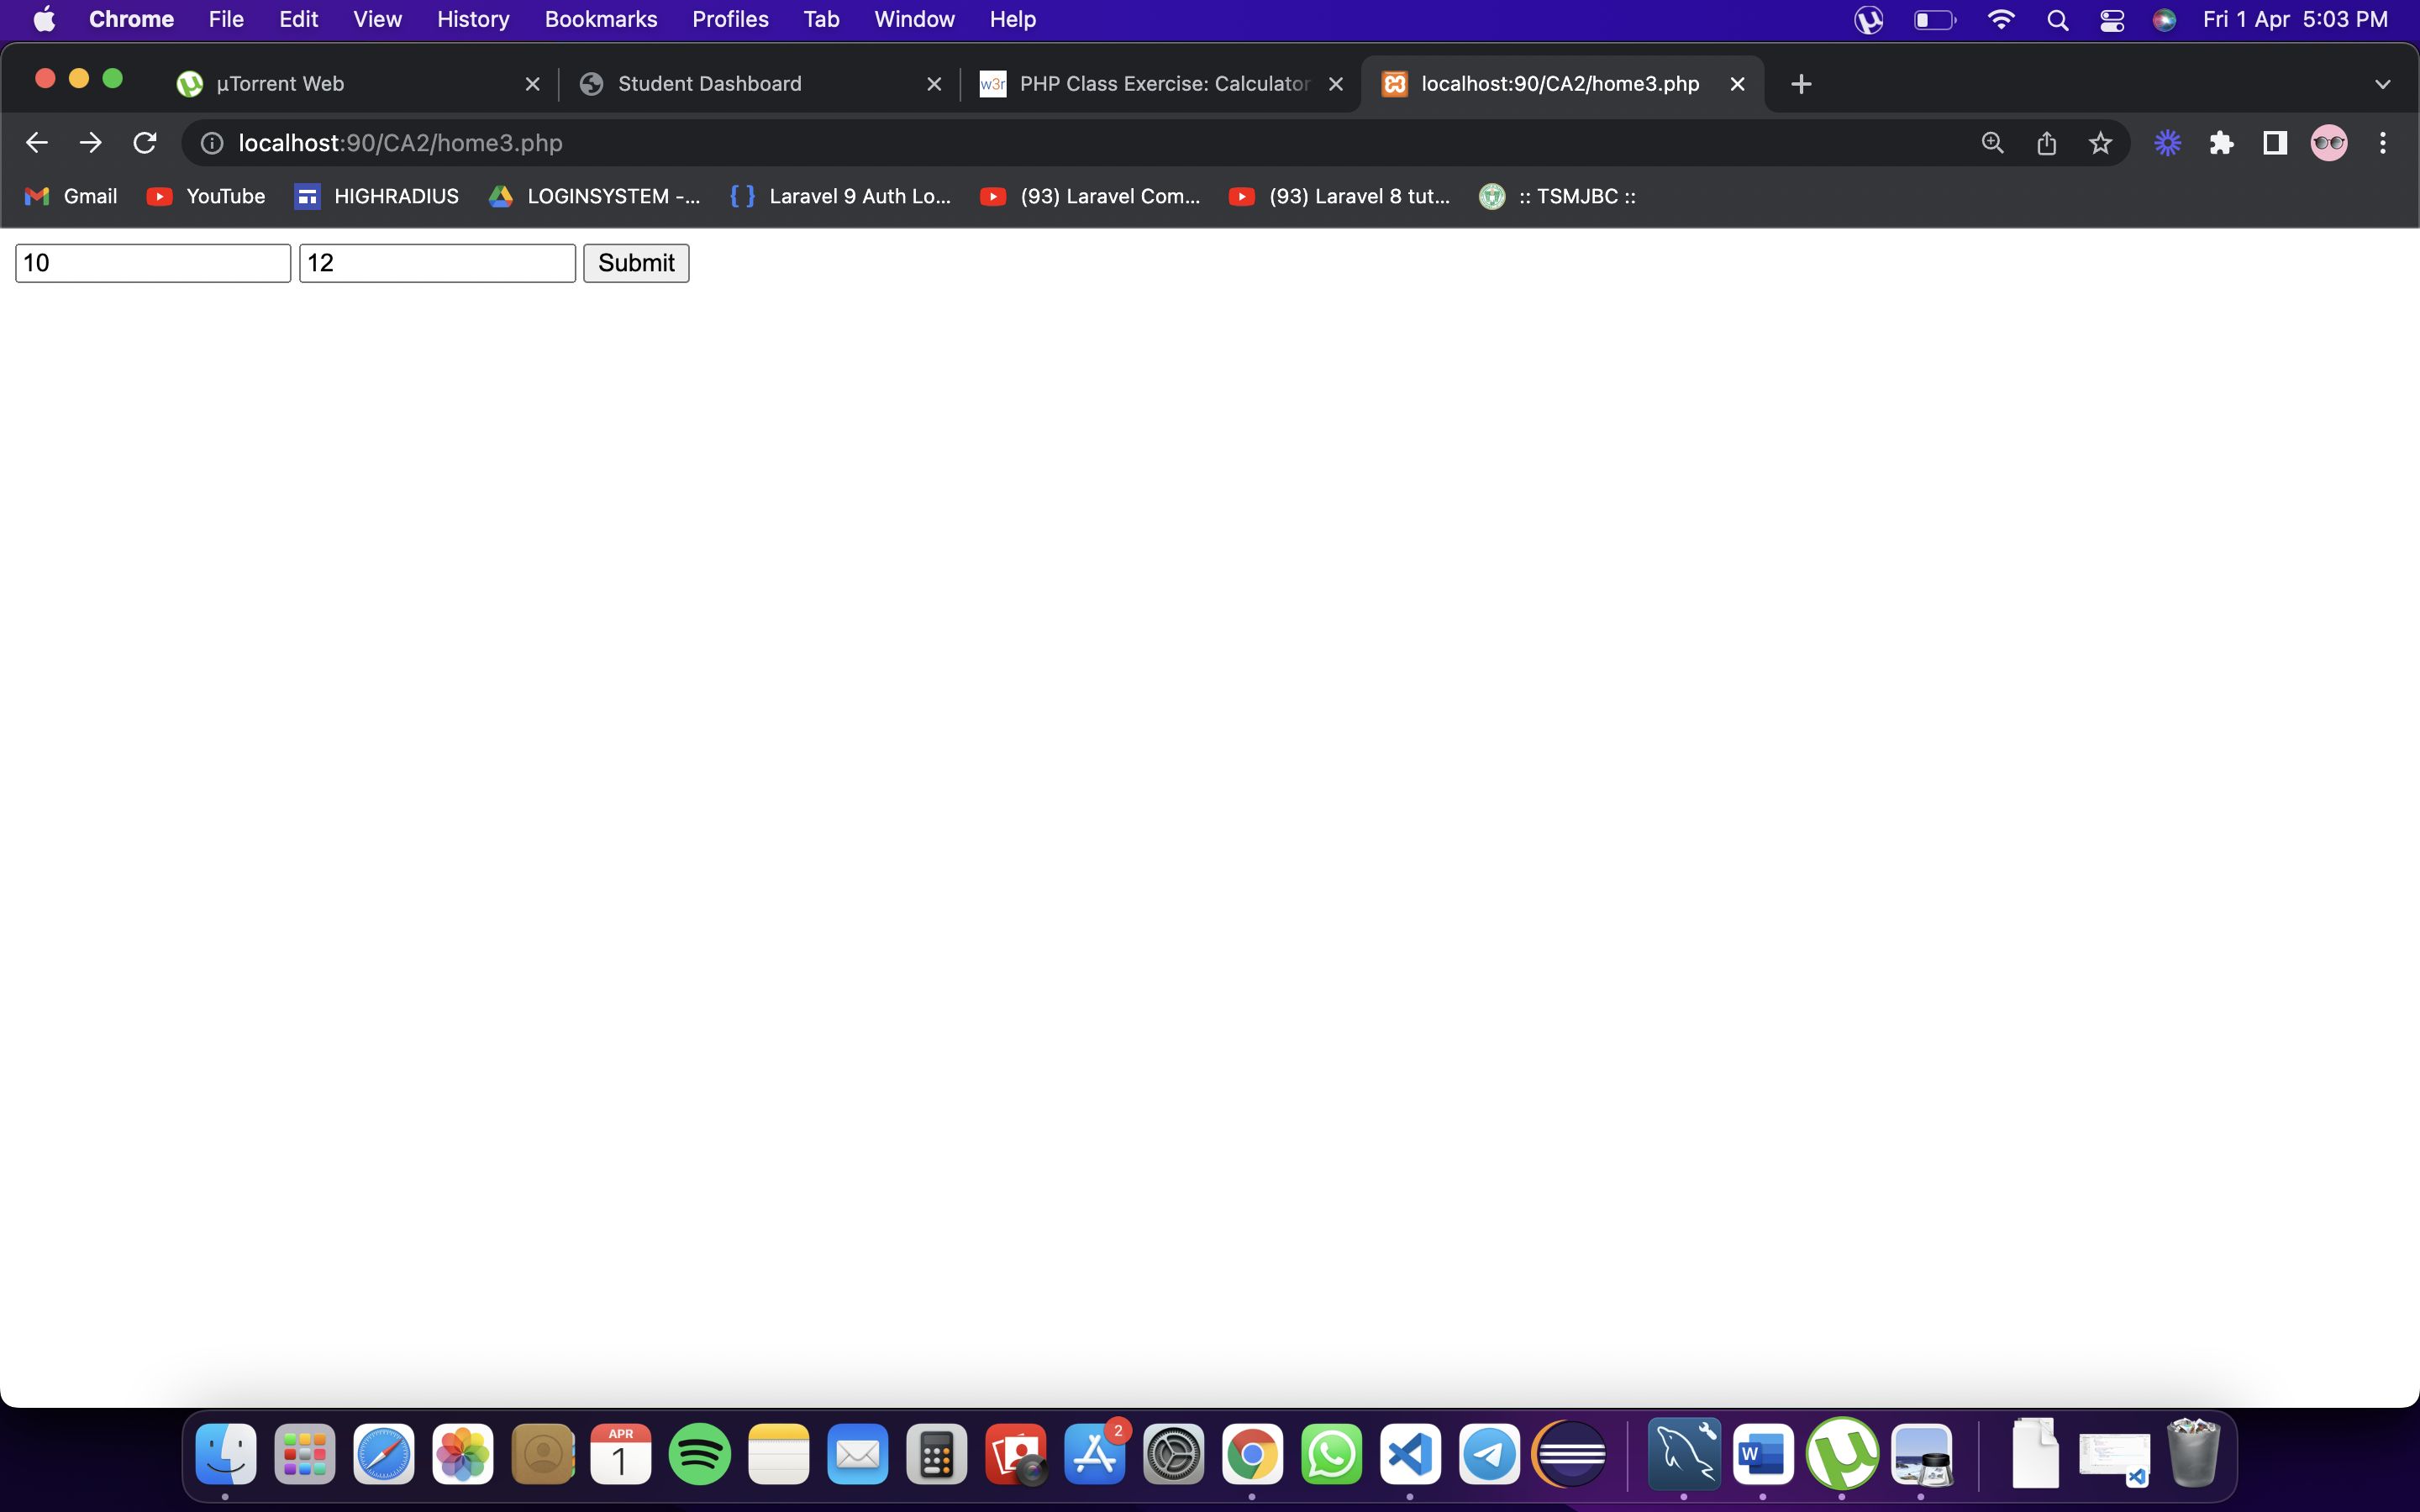 Chrome File Edit View History Bookmarks Profiles Tab Window Help Fri 1 Apr 5:03 PM
µTorrent Web Student Dashboard w3r PHP Class Exercise: Calculator localhost:90/CA2/home3.php
localhost:90/CA2/home3.php
Gmail YouTube HIGHRADIUS LOGINSYSTEM -... Laravel 9 Auth Lo... (93) Laravel Com... (93) Laravel 8 tut... :: TSMJBC ::
10 12 Submit
APR
1
2
W